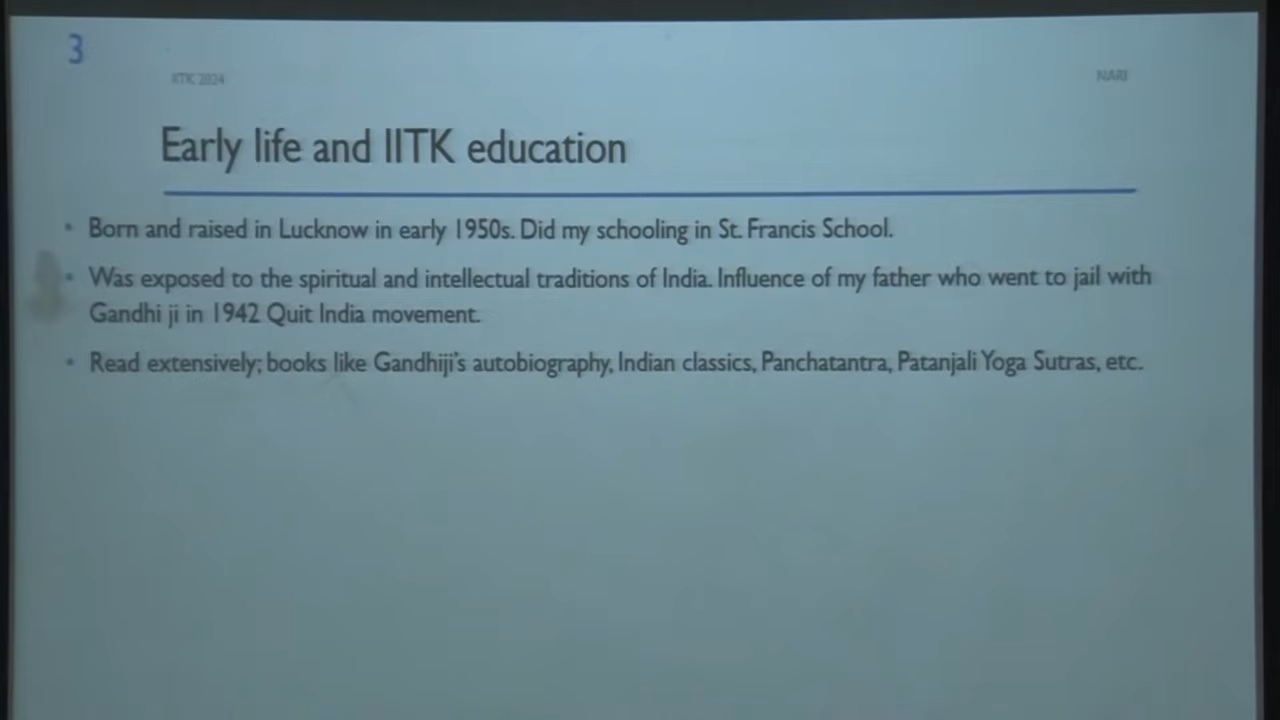 3
IITK 2024
NARI
Early life and IITK education
• Born and raised in Lucknow in early 1950s. Did my schooling in St. Francis School.
• Was exposed to the spiritual and intellectual traditions of India. Influence of my father who went to jail with
Gandhi ji in 1942 Quit India movement.
• Read extensively; books like Gandhiji's autobiography, Indian classics, Panchatantra, Patanjali Yoga Sutras, etc.